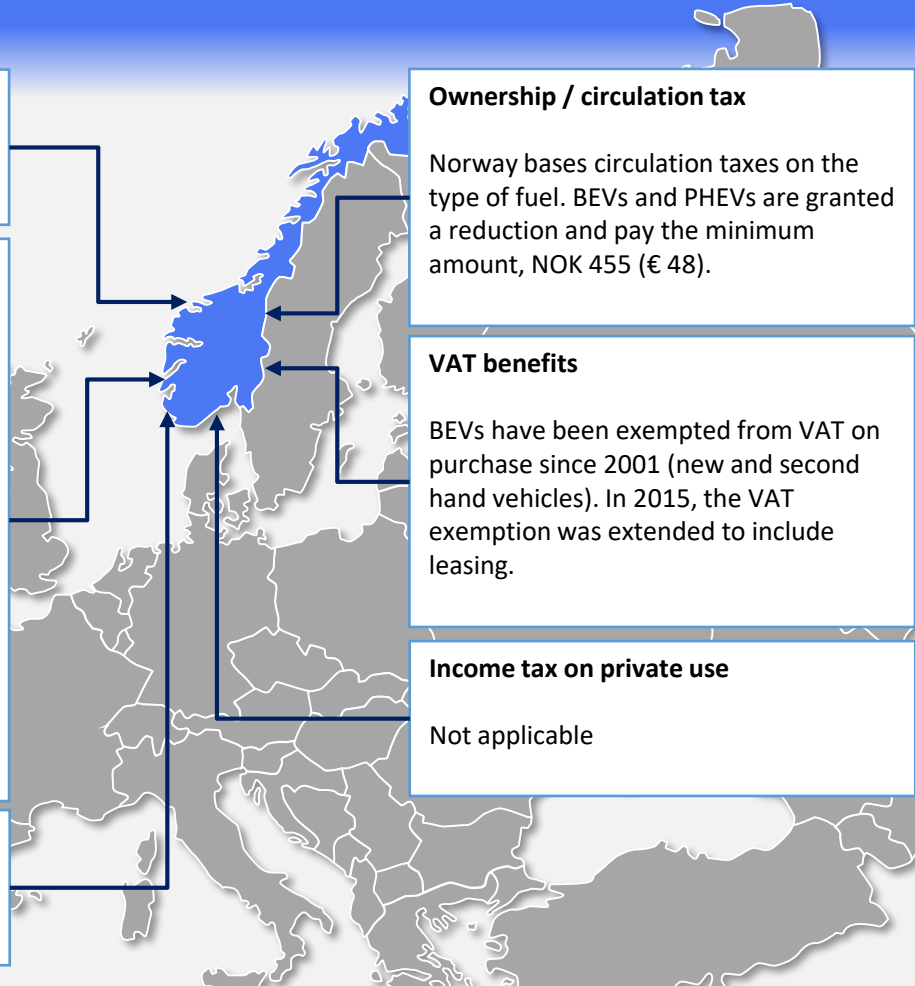 Ownership / circulation tax
Norway bases circulation taxes on the
type of fuel. BEVs and PHEVs are granted
a reduction and pay the minimum
amount, NOK 455 (€ 48).
VAT benefits
BEVs have been exempted from VAT on
purchase since 2001 (new and second
hand vehicles). In 2015, the VAT
exemption was extended to include
leasing.
Income tax on private use
Not applicable